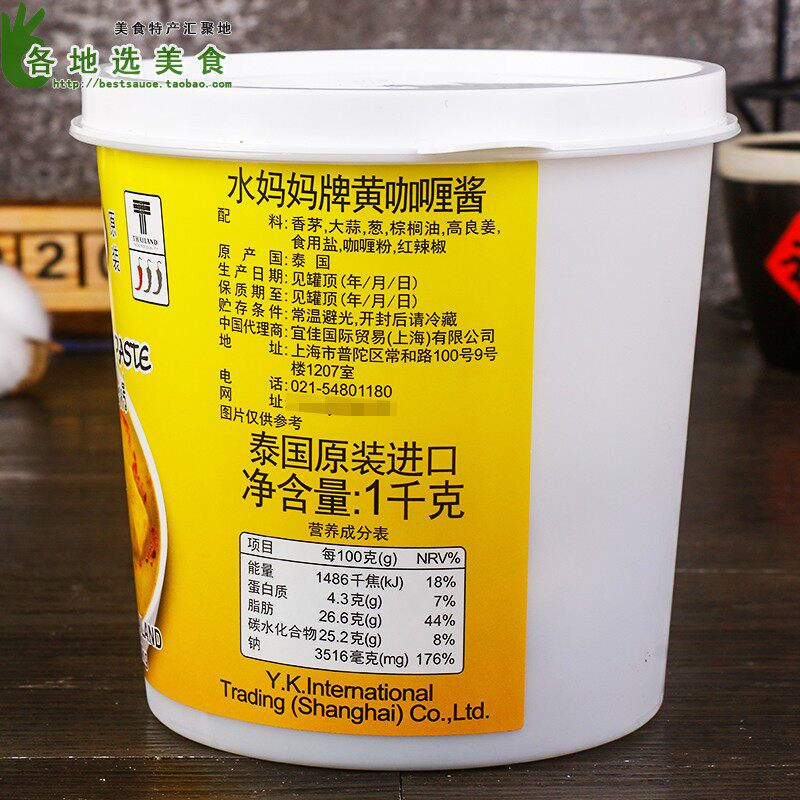 美食特产汇聚地
各地选美食
http://bestsauce.taobao.com
原装
THAILAND
PASTE
LAND
水妈妈牌黄咖喱酱
配 料:香茅,大蒜,葱,棕榈油,高良姜,
食用盐,咖喱粉,红辣椒
原 产 国:泰 国
生产日期:见罐顶(年/月/日)
保质期至:见罐顶(年/月/日)
贮存条件:常温避光,开封后请冷藏
中国代理商:宜佳国际贸易(上海)有限公司
地 址:上海市普陀区常和路100号9号
楼1207室
电 话:021-54801180
网 址
图片仅供参考
泰国原装进口
净含量:1千克
营养成分表
项目 每100克(g) NRV%
能量 1486千焦(kJ) 18%
蛋白质 4.3克(g) 7%
脂肪 26.6克(g) 44%
碳水化合物 25.2克(g) 8%
钠 3516毫克(mg) 176%
Y.K.International
Trading (Shanghai) Co.,Ltd.